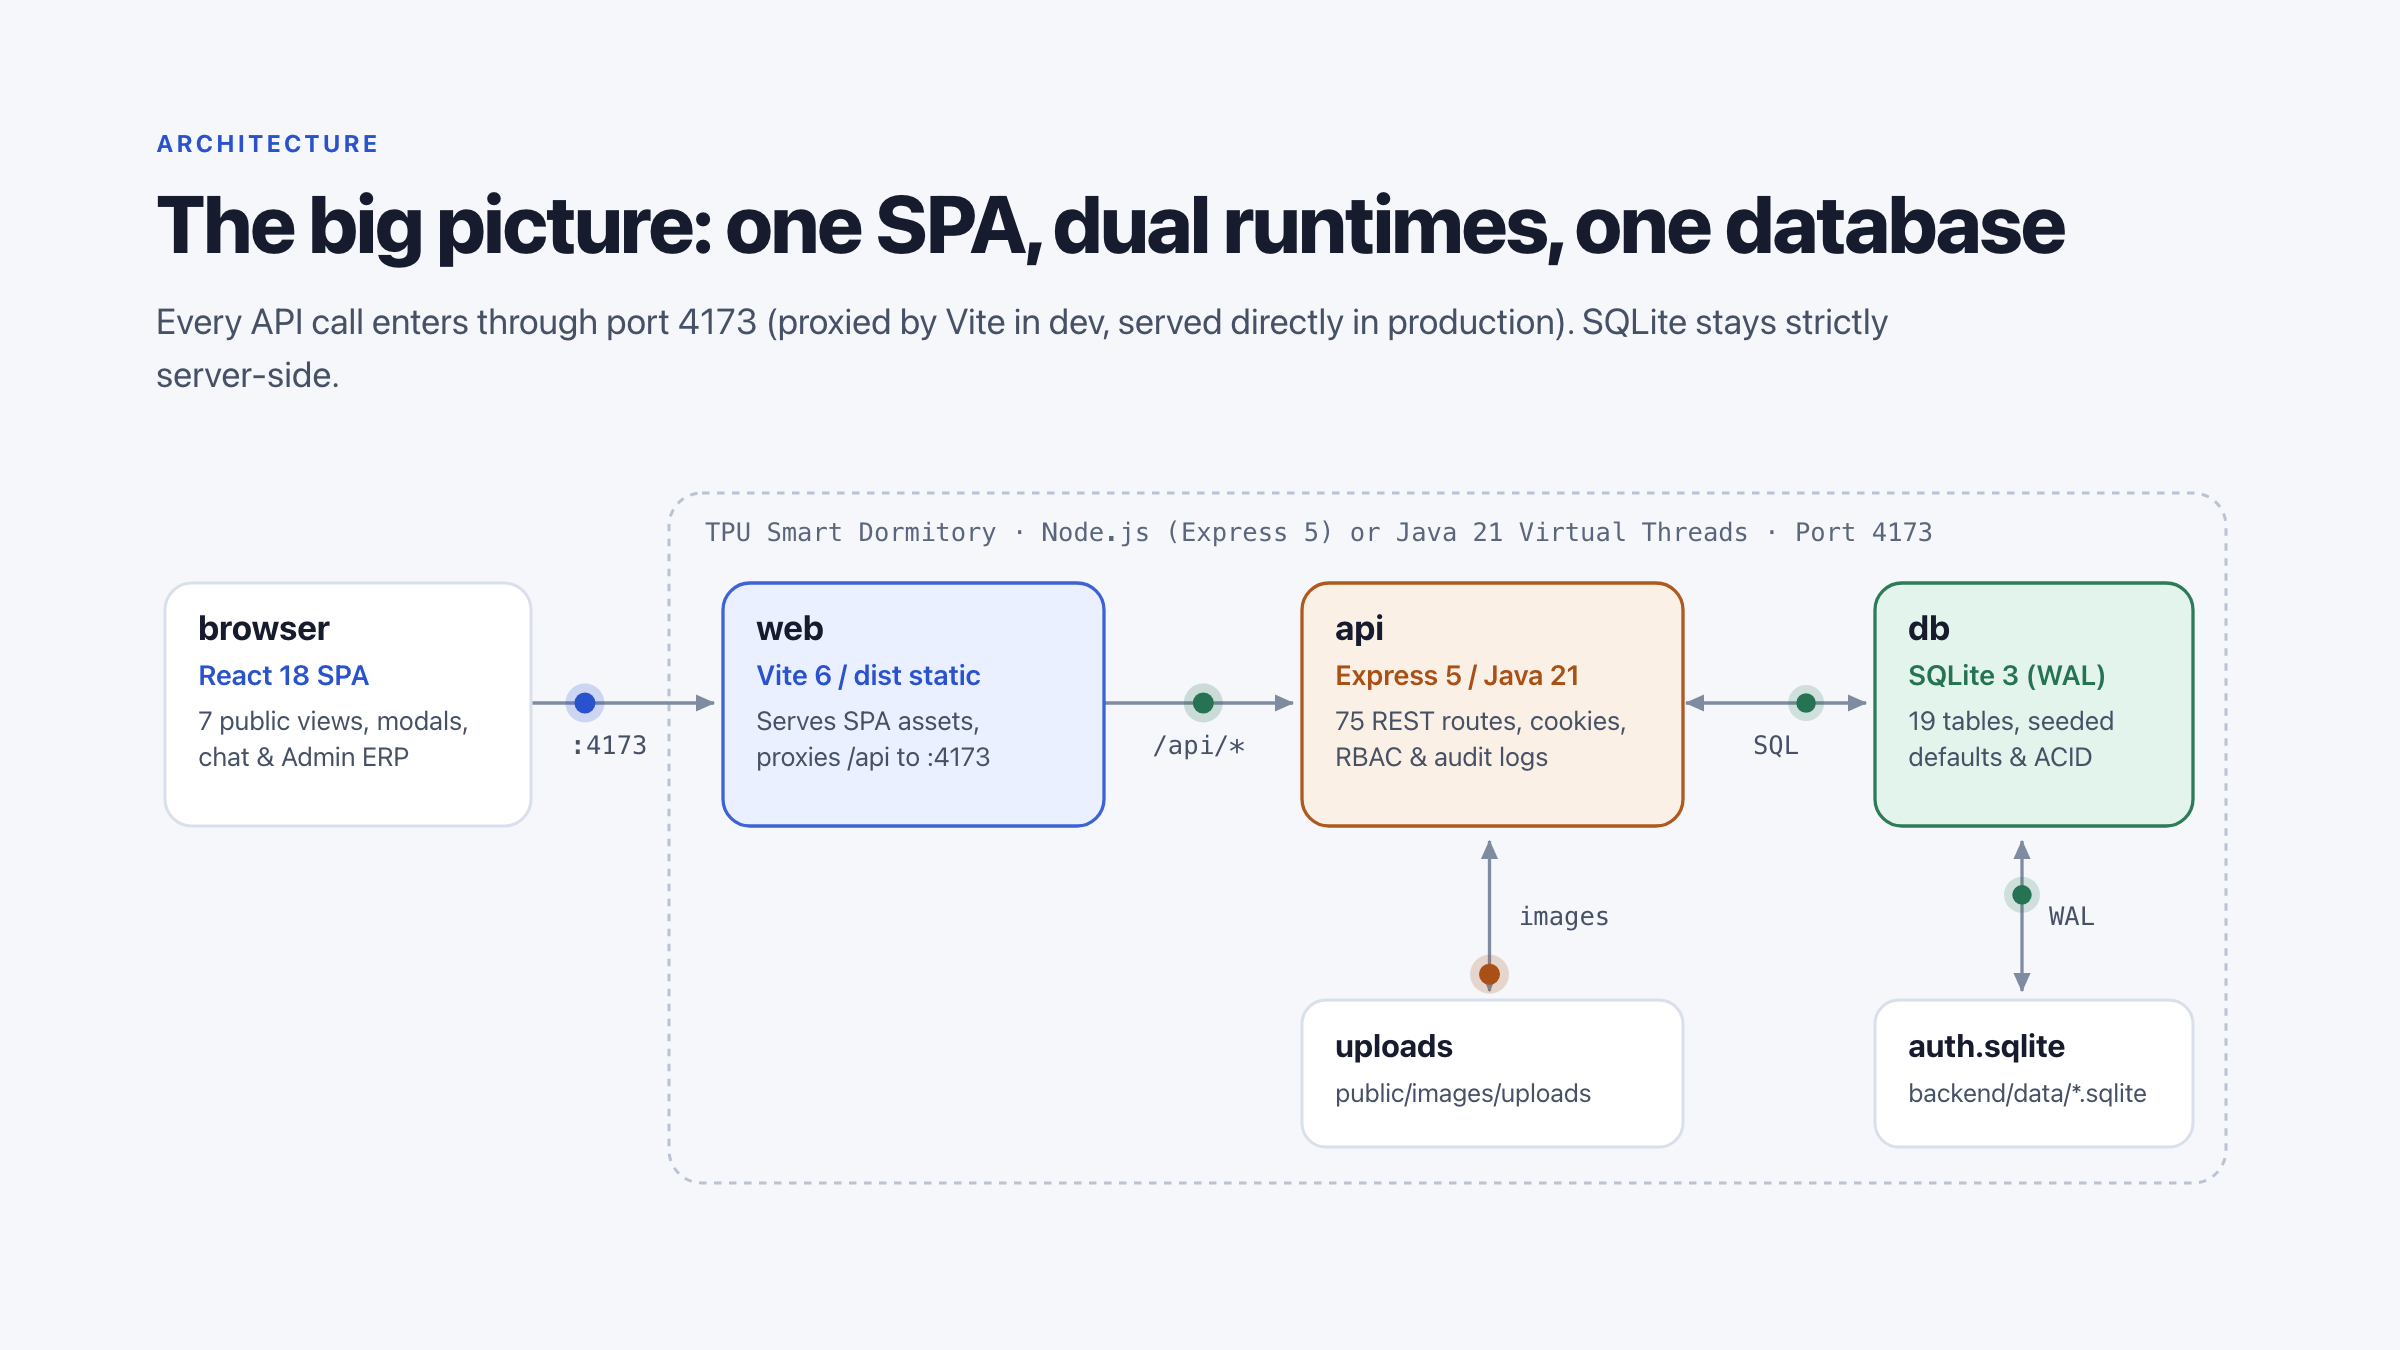 ARCHITECTURE
The big picture: one SPA, dual runtimes, one database
Every API call enters through port 4173 (proxied by Vite in dev, served directly in production). SQLite stays strictly
server-side.
TPU Smart Dormitory · Node.js (Express 5) or Java 21 Virtual Threads · Port 4173
browser
React 18 SPA
7 public views, modals,
chat & Admin ERP
:4173
web
Vite 6 / dist static
Serves SPA assets,
proxies /api to :4173
/api/*
api
Express 5 / Java 21
75 REST routes, cookies,
RBAC & audit logs
SQL
db
SQLite 3 (WAL)
19 tables, seeded
defaults & ACID
images
WAL
uploads
public/images/uploads
auth.sqlite
backend/data/*.sqlite